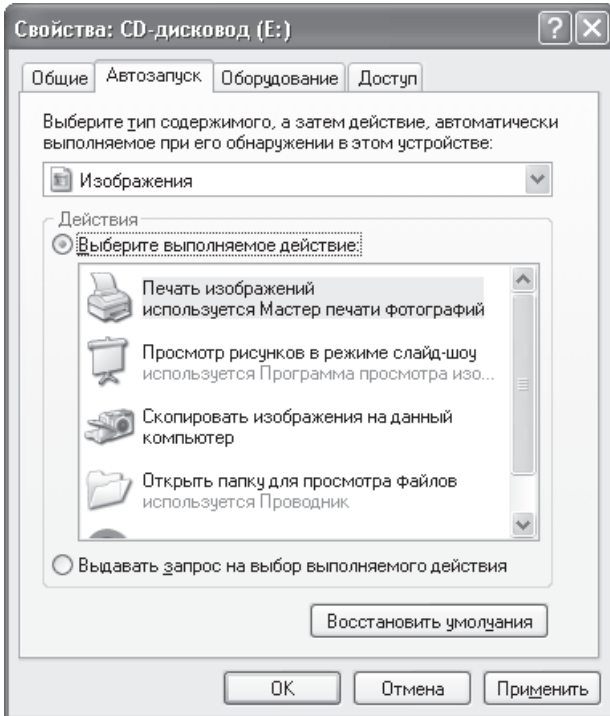 Свойства: CD-дисковод (E:)
Общие Автозапуск Оборудование Доступ
Выберите тип содержимого, а затем действие, автоматически
выполняемое при его обнаружении в этом устройстве:
Изображения
Действия
Выберите выполняемое действие:
Печать изображений
используется Мастер печати фотографий
Просмотр рисунков в режиме слайд-шоу
используется Программа просмотра изо...
Скопировать изображения на данный
компьютер
Открыть папку для просмотра файлов
используется Проводник
Выдавать запрос на выбор выполняемого действия
Восстановить умолчания
OK Отмена Применить